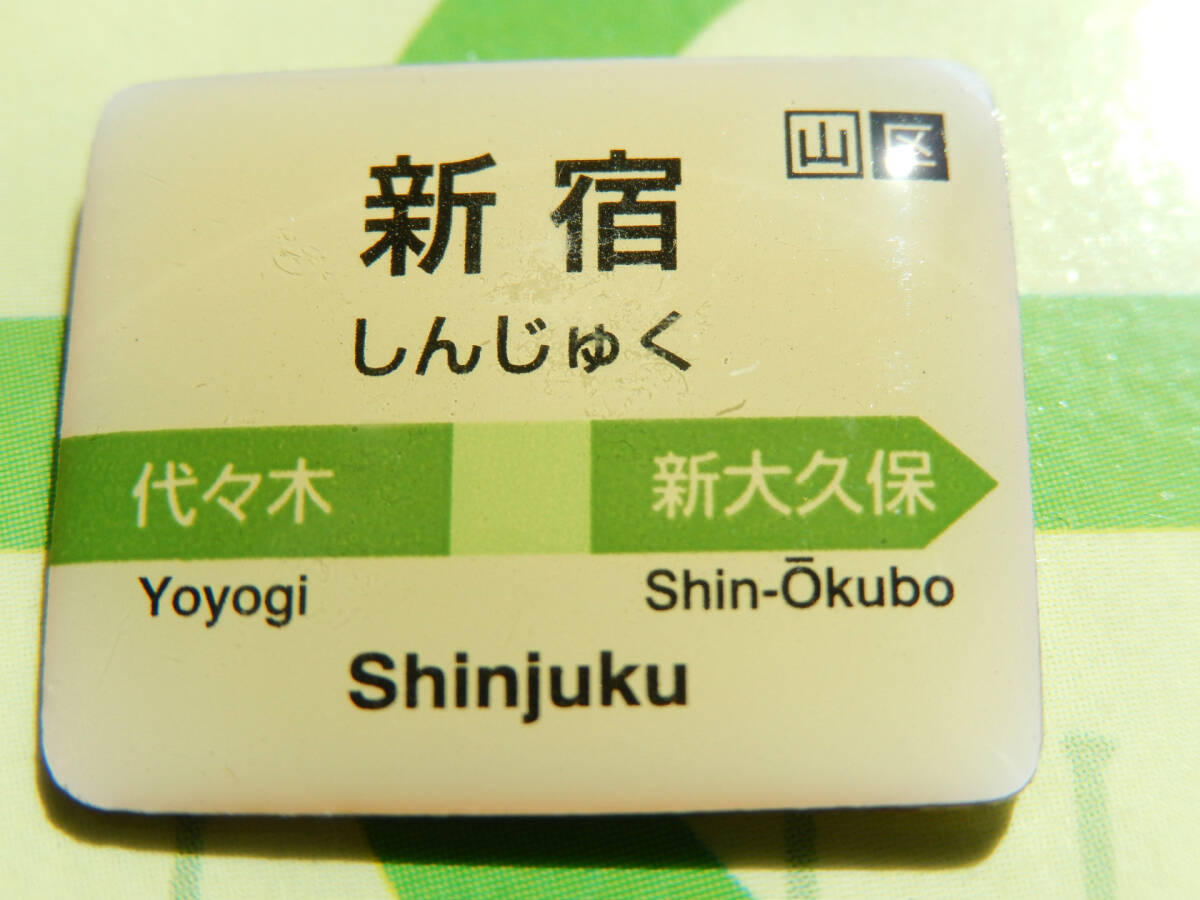 山 区
新宿
しんじゅく
代々木 新大久保
Yoyogi Shin-Ōkubo
Shinjuku